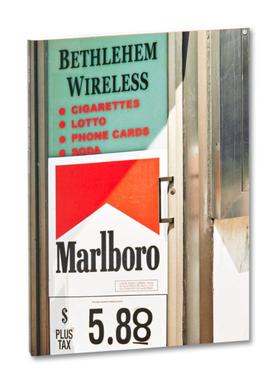 BETHLEHEM
WIRELESS
CIGARETTES
LOTTO
PHONE CARDS
SODA
Marlboro
$
PLUS
TAX
5.88